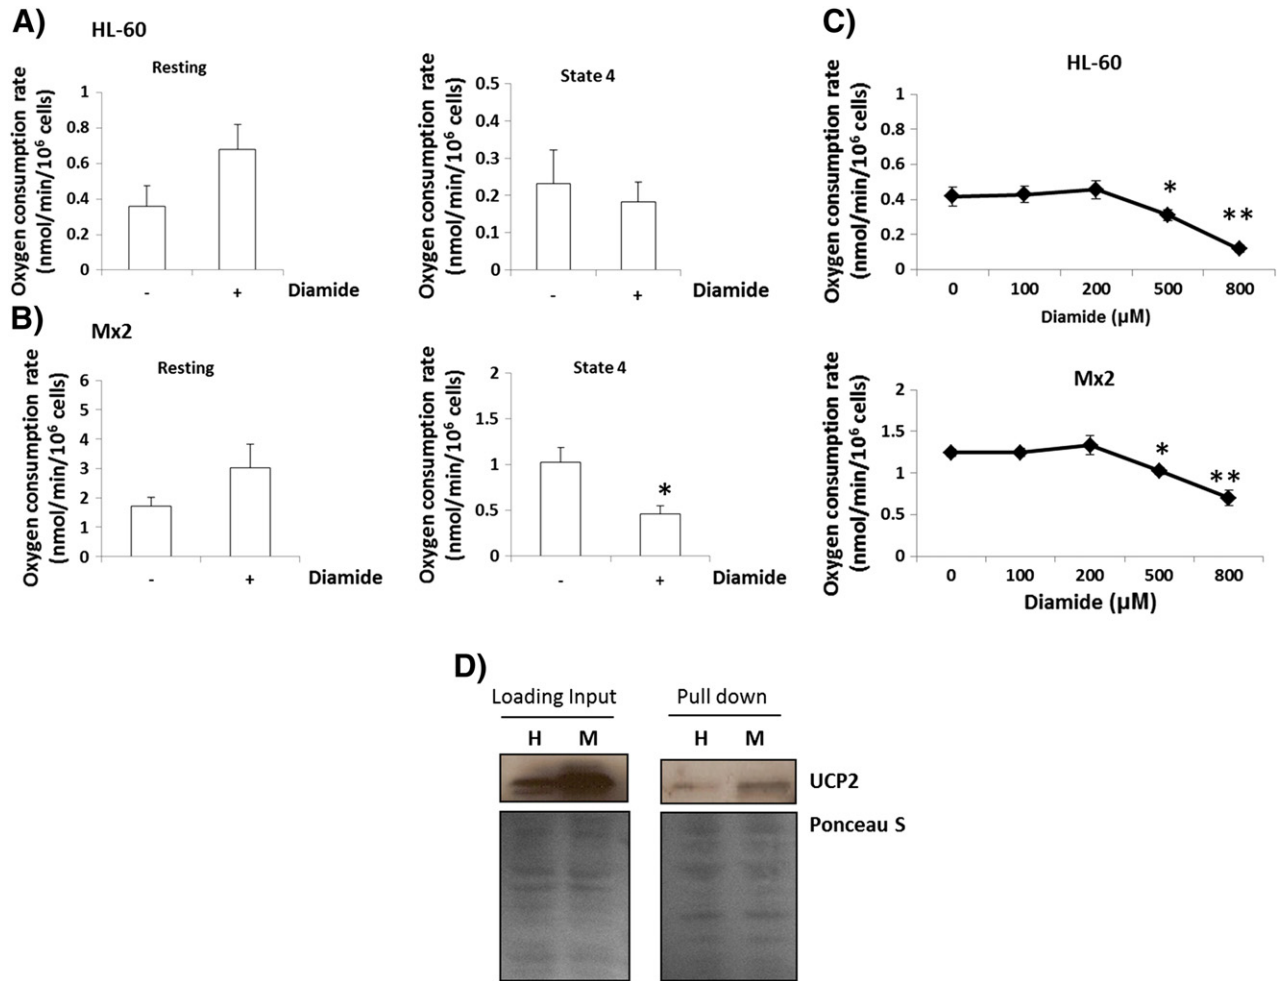 A)
HL-60
Resting
Oxygen consumption rate
(nmol/min/10⁶ cells)
1
0.8
0.6
0.4
0.2
0
- + Diamide
State 4
Oxygen consumption rate
(nmol/min/10⁶ cells)
0.5
0.4
0.3
0.2
0.1
0
- + Diamide
B)
Mx2
Resting
Oxygen consumption rate
(nmol/min/10⁶ cells)
6
5
4
3
2
1
0
- + Diamide
State 4
Oxygen consumption rate
(nmol/min/10⁶ cells)
2
1.5
1
0.5
0
*
- + Diamide
C)
HL-60
Oxygen consumption rate
(nmol/min/10⁶ cells)
1
0.8
0.6
0.4
0.2
0
*
**
0 100 200 500 800
Diamide (µM)
Mx2
Oxygen consumption rate
(nmol/min/10⁶ cells)
2
1.5
1
0.5
0
*
**
0 100 200 500 800
Diamide (µM)
D)
Loading Input Pull down
H M H M
UCP2
Ponceau S